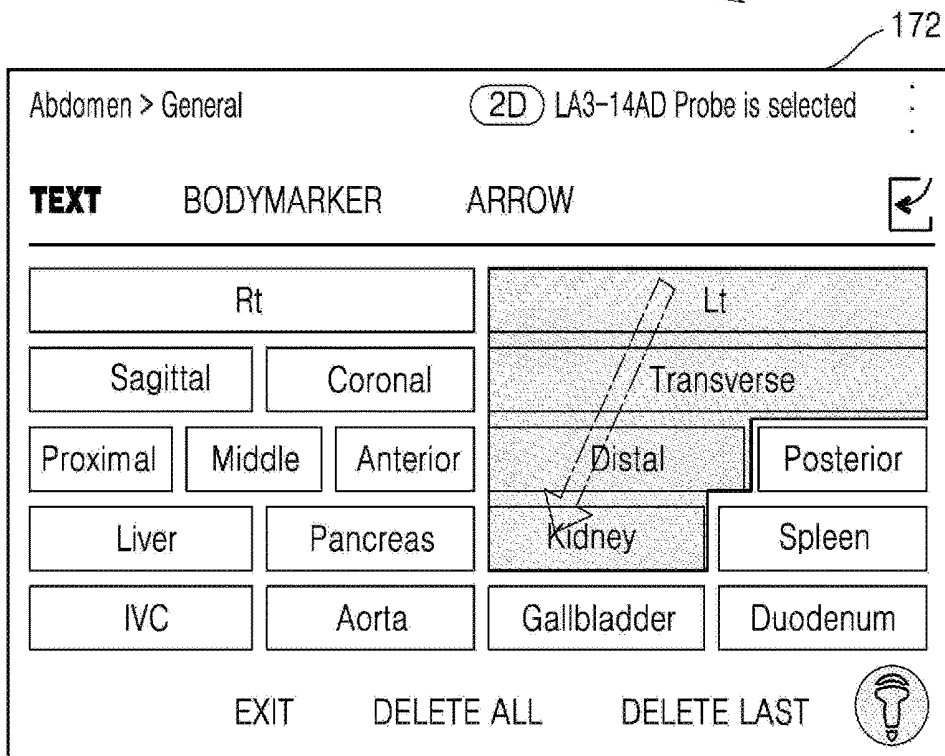 172
Abdomen > General 2D LA3-14AD Probe is selected
TEXT BODYMARKER ARROW
Rt Lt
Sagittal Coronal Transverse
Proximal Middle Anterior Distal Posterior
Liver Pancreas Kidney Spleen
IVC Aorta Gallbladder Duodenum
EXIT DELETE ALL DELETE LAST